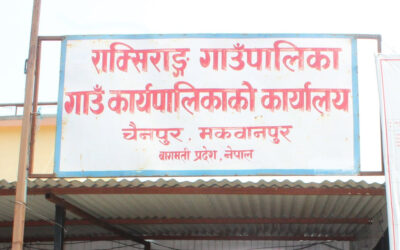 राक्सिराङ्ग गाउँपालिका
गाउँ कार्यपालिकाको कार्यालय
चैनपुर, मकवानपुर
बागमती प्रदेश, नेपाल